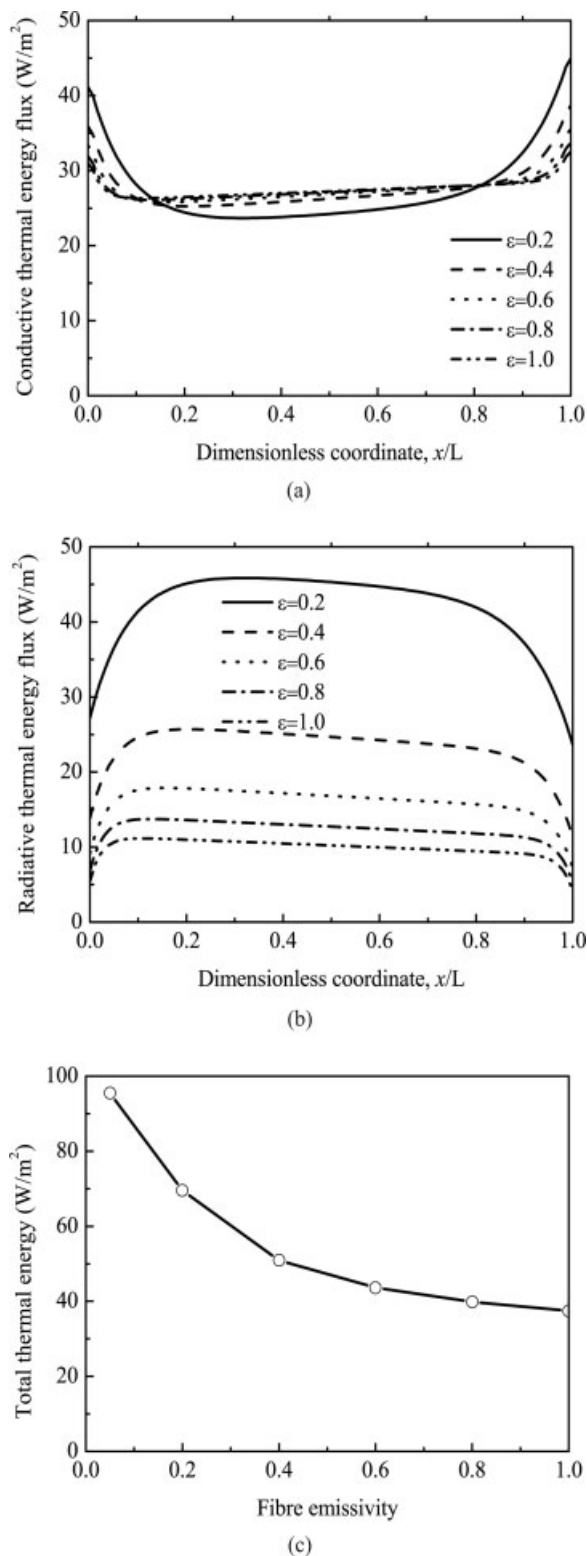 50
40
30
20
10
0
Conductive thermal energy flux (W/m²)
ε=0.2
ε=0.4
ε=0.6
ε=0.8
ε=1.0
0.0 0.2 0.4 0.6 0.8 1.0
Dimensionless coordinate, x/L
(a)
50
40
30
20
10
0
Radiative thermal energy flux (W/m²)
ε=0.2
ε=0.4
ε=0.6
ε=0.8
ε=1.0
0.0 0.2 0.4 0.6 0.8 1.0
Dimensionless coordinate, x/L
(b)
100
80
60
40
20
0
Total thermal energy (W/m²)
0.0 0.2 0.4 0.6 0.8 1.0
Fibre emissivity
(c)